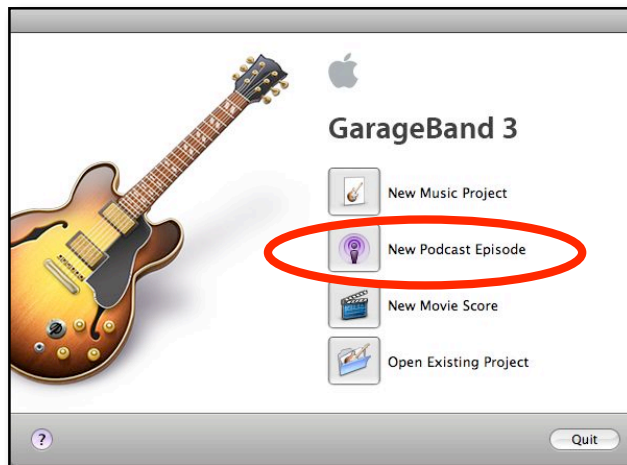 GarageBand 3
New Music Project
New Podcast Episode
New Movie Score
Open Existing Project
?
Quit